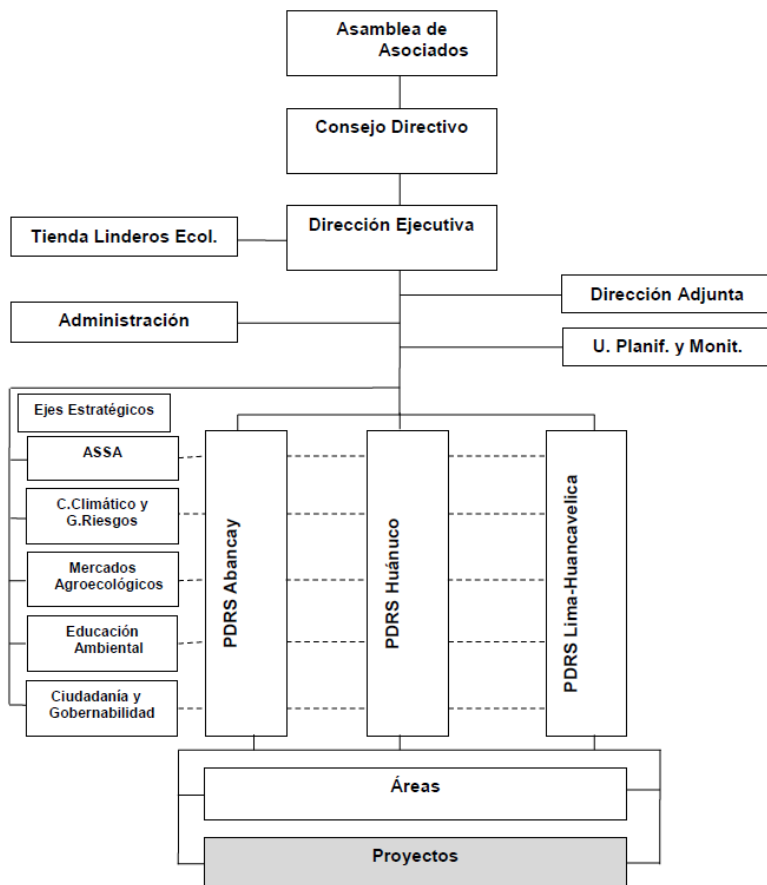 Asamblea de
Asociados
Consejo Directivo
Dirección Ejecutiva
Tienda Linderos Ecol.
Dirección Adjunta
Administración
U. Planif. y Monit.
Ejes Estratégicos
ASSA
C.Climático y
G.Riesgos
Mercados
Agroecológicos
Educación
Ambiental
Ciudadanía y
Gobernabilidad
PDRS Abancay
PDRS Huánuco
PDRS Lima-Huancavelica
Áreas
Proyectos